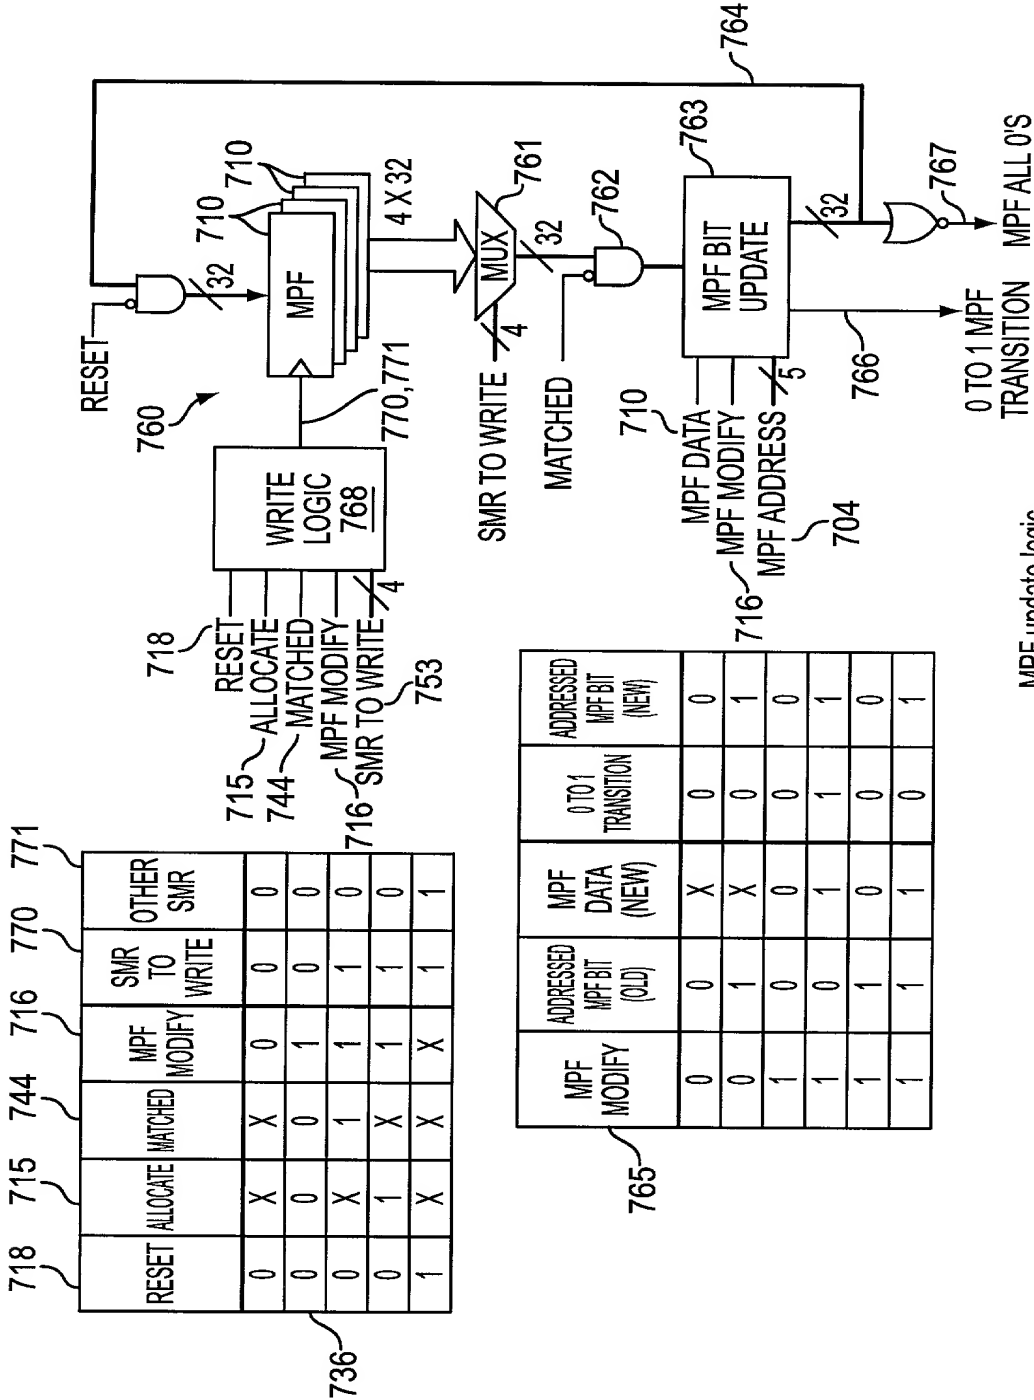 718 715 744 716 770 771
RESET ALLOCATE MATCHED MPF MODIFY SMR TO WRITE OTHER SMR
0 X X 0 0 0
0 0 0 1 0 0
0 X 1 1 1 0
0 1 X 1 1 0
1 X X X 1 1
736
718
RESET
715
ALLOCATE
744
MATCHED
716
MPF MODIFY
SMR TO WRITE
753
4
WRITE LOGIC 768
770,771
760
RESET
32
MPF
710
710
4 X 32
SMR TO WRITE
4
MUX
761
32
MATCHED
762
710
MPF DATA
716
MPF MODIFY
MPF ADDRESS
704
5
MPF BIT UPDATE
763
764
32
766
767
0 TO 1 MPF TRANSITION
MPF ALL 0'S
MPF MODIFY ADDRESSED MPF BIT (OLD) MPF DATA (NEW) 0 TO 1 TRANSITION ADDRESSED MPF BIT (NEW)
0 0 X 0 0
0 1 X 0 1
1 0 0 0 0
1 0 1 1 1
1 1 0 0 0
1 1 1 0 1
765
MPF update logic